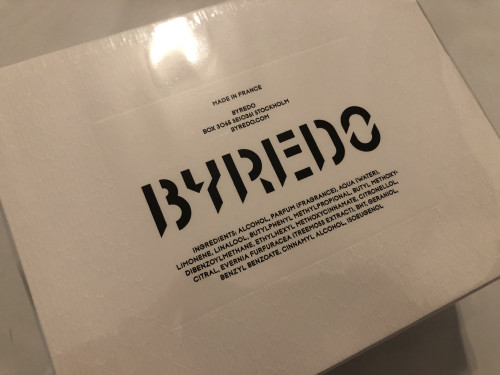 MADE IN FRANCE
BYREDO
BOX 3065 SE10361 STOCKHOLM
BYREDO.COM
BYREDO
INGREDIENTS: ALCOHOL, PARFUM (FRAGRANCE), AQUA (WATER),
LIMONENE, LINALOOL, BUTYLPHENYL METHYLPROPIONAL, BUTYL METHOXY-
DIBENZOYLMETHANE, ETHYLHEXYL METHOXYCINNAMATE, CITRONELLOL,
CITRAL, EVERNIA FURFURACEA (TREEMOSS EXTRACT), BHT, GERANIOL,
BENZYL BENZOATE, CINNAMYL ALCOHOL, ISOEUGENOL